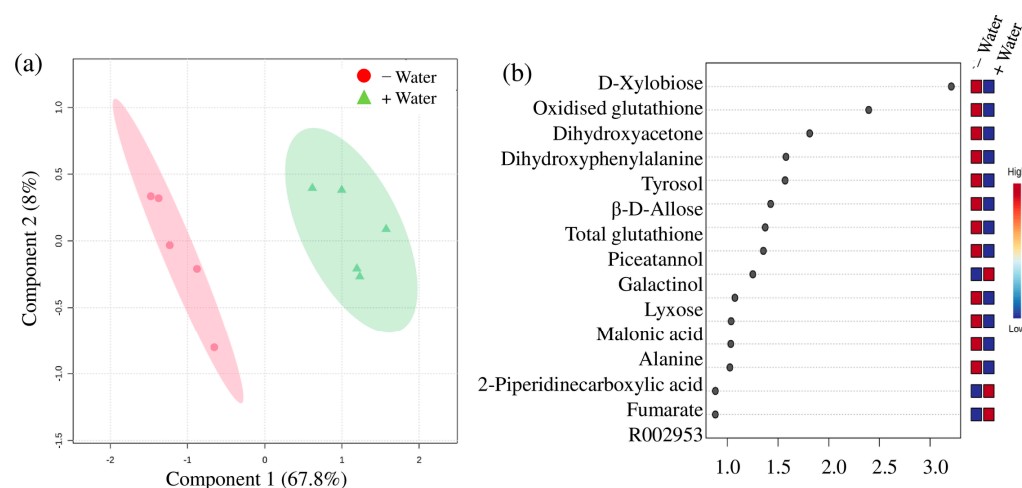 (a)
− Water
+ Water
Component 2 (8%)
1.0
0.5
0.0
-0.5
-1.0
-1.5
-2
-1
0
1
2
Component 1 (67.8%)
(b)
− Water
+ Water
D-Xylobiose
Oxidised glutathione
Dihydroxyacetone
Dihydroxyphenylalanine
Tyrosol
β-D-Allose
Total glutathione
Piceatannol
Galactinol
Lyxose
Malonic acid
Alanine
2-Piperidinecarboxylic acid
Fumarate
R002953
1.0
1.5
2.0
2.5
3.0
High
Low